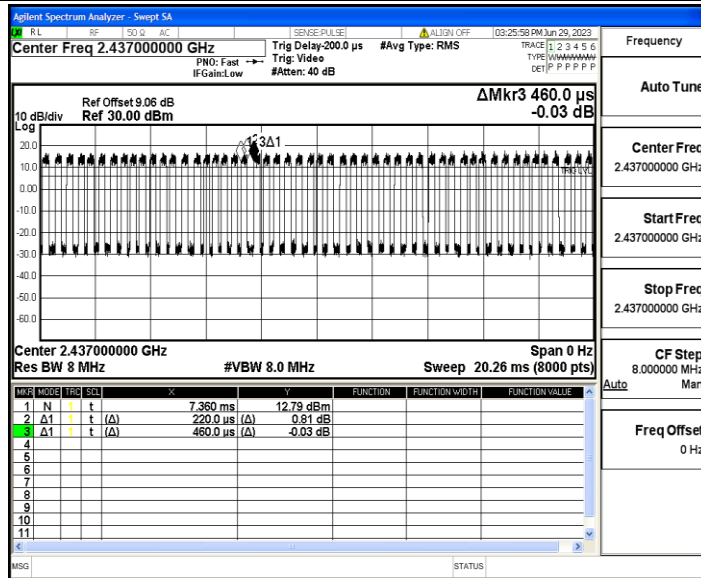 Agilent Spectrum Analyzer - Swept SA
RL RF 50 Ω AC SENSE:PULSE ALIGN OFF 03:25:58 PM Jun 29, 2023
Center Freq 2.437000000 GHz
PNO: Fast
IFGain:Low
Trig Delay-200.0 µs
Trig: Video
#Atten: 40 dB
#Avg Type: RMS
TRACE 1 2 3 4 5 6
TYPE WWWWWW
DET P P P P P P
Ref Offset 9.06 dB
10 dB/div Ref 30.00 dBm
ΔMkr3 460.0 µs
-0.03 dB
Log
20.0
10.0
0.00
-10.0
-20.0
-30.0
-40.0
-50.0
-60.0
3Δ1
TRIG LVL
Center 2.437000000 GHz Span 0 Hz
Res BW 8 MHz #VBW 8.0 MHz Sweep 20.26 ms (8000 pts)
MKR MODE TRC SCL X Y FUNCTION FUNCTION WIDTH FUNCTION VALUE
1 N 1 t 7.360 ms 12.79 dBm
2 Δ1 1 t (Δ) 220.0 µs (Δ) 0.81 dB
3 Δ1 1 t (Δ) 460.0 µs (Δ) -0.03 dB
4
5
6
7
8
9
10
11
MSG STATUS
Frequency
Auto Tune
Center Freq
2.437000000 GHz
Start Freq
2.437000000 GHz
Stop Freq
2.437000000 GHz
CF Step
8.000000 MHz
Auto Man
Freq Offset
0 Hz